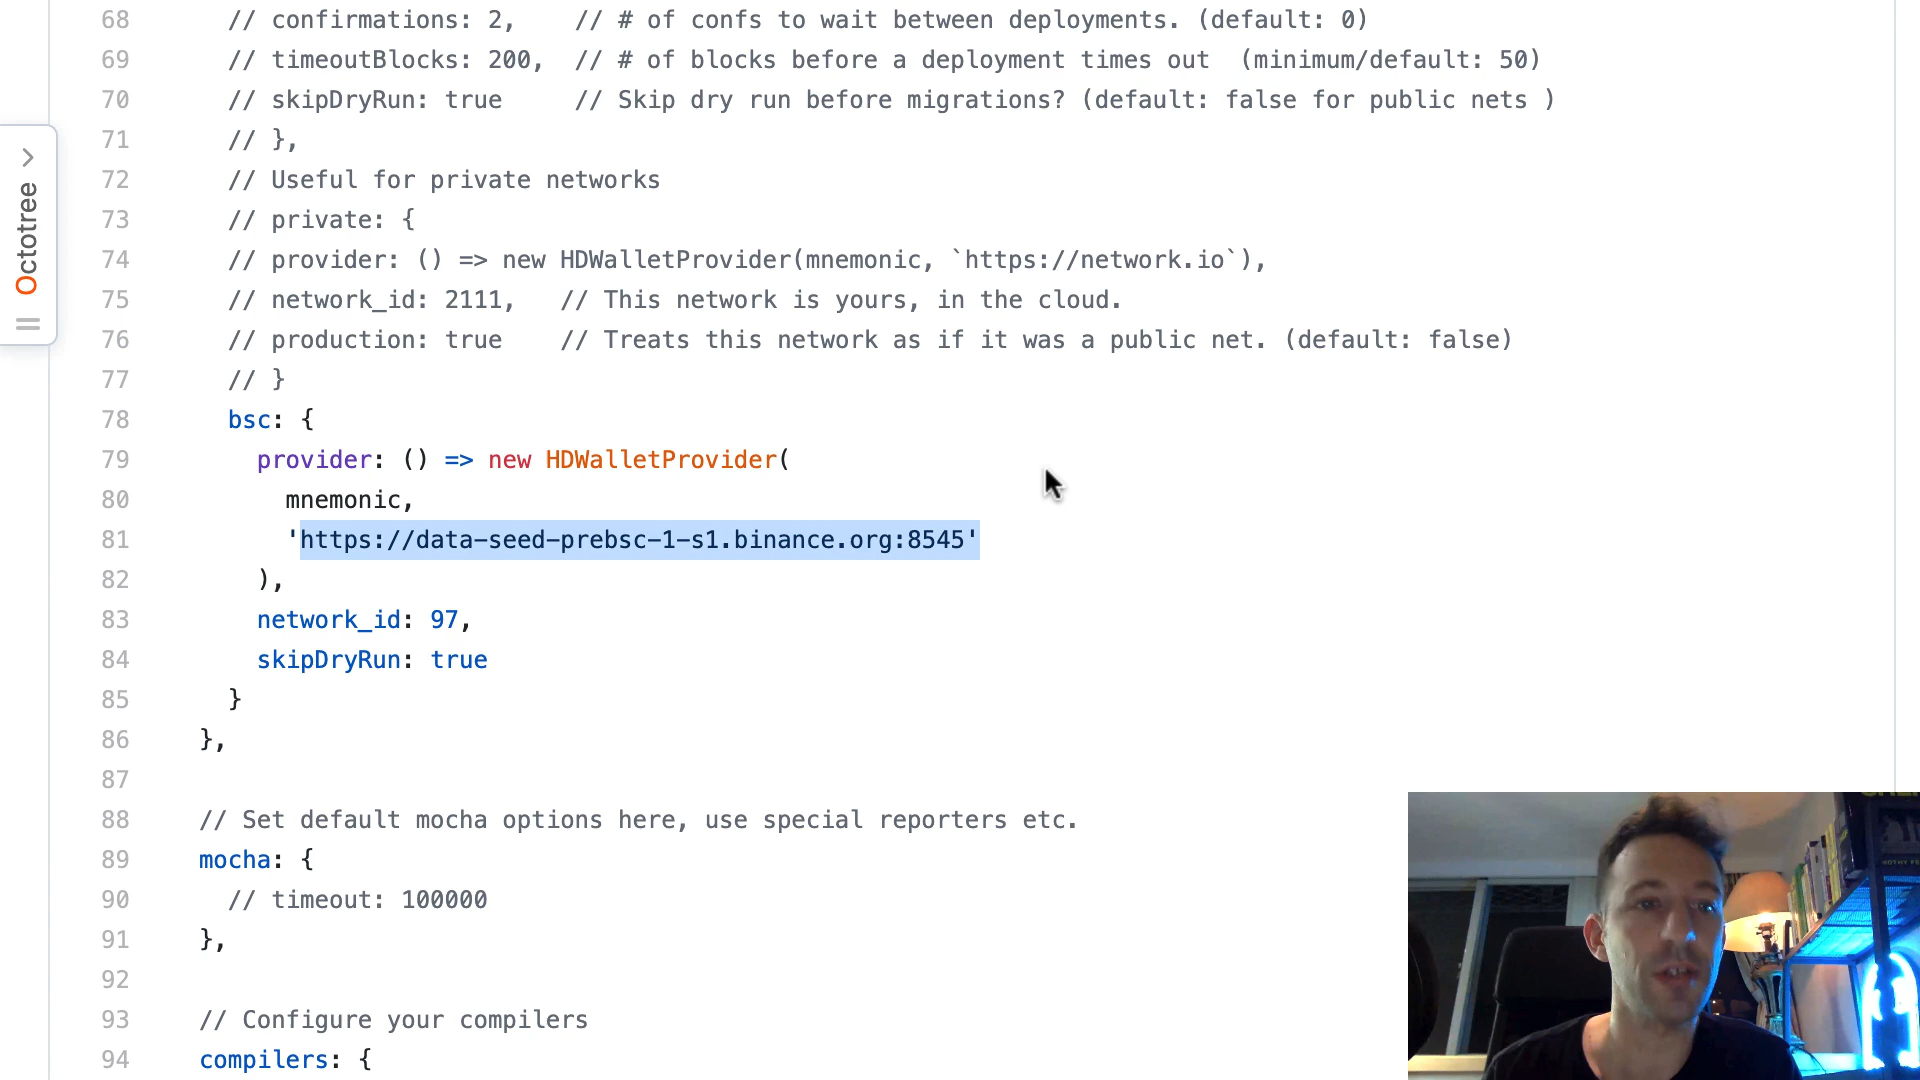 68 // confirmations: 2,    // # of confs to wait between deployments. (default: 0)
69 // timeoutBlocks: 200,  // # of blocks before a deployment times out  (minimum/default: 50)
70 // skipDryRun: true     // Skip dry run before migrations? (default: false for public nets )
71 // },
72 // Useful for private networks
73 // private: {
74 // provider: () => new HDWalletProvider(mnemonic, `https://network.io`),
75 // network_id: 2111,   // This network is yours, in the cloud.
76 // production: true    // Treats this network as if it was a public net. (default: false)
77 // }
78 bsc: {
79 provider: () => new HDWalletProvider(
80 mnemonic,
81 'https://data-seed-prebsc-1-s1.binance.org:8545'
82 ),
83 network_id: 97,
84 skipDryRun: true
85 }
86 },
87
88 // Set default mocha options here, use special reporters etc.
89 mocha: {
90 // timeout: 100000
91 },
92
93 // Configure your compilers
94 compilers: {
Octotree